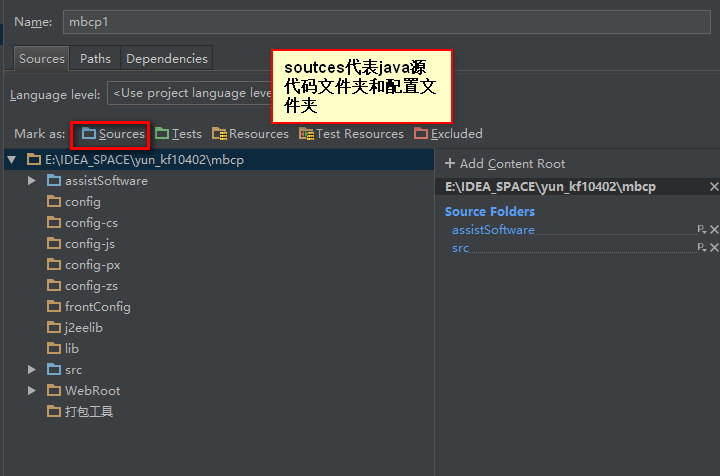 Name: mbcp1
Sources Paths Dependencies
soutces代表java源
代码文件夹和配置文
件夹
Language level: <Use project language leve
Mark as: Sources Tests Resources Test Resources Excluded
E:\IDEA_SPACE\yun_kf10402\mbcp
assistSoftware
config
config-cs
config-js
config-px
config-zs
frontConfig
j2eelib
lib
src
WebRoot
打包工具
+ Add Content Root
E:\IDEA_SPACE\yun_kf10402\mbcp
Source Folders
assistSoftware
src